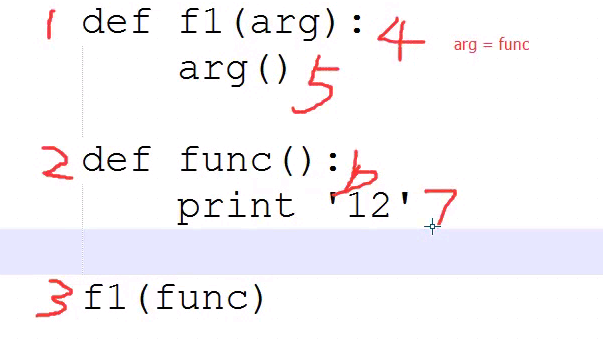 1 def f1(arg): 4 arg = func
arg() 5
2 def func(): 6
print '12' 7
3 f1(func)